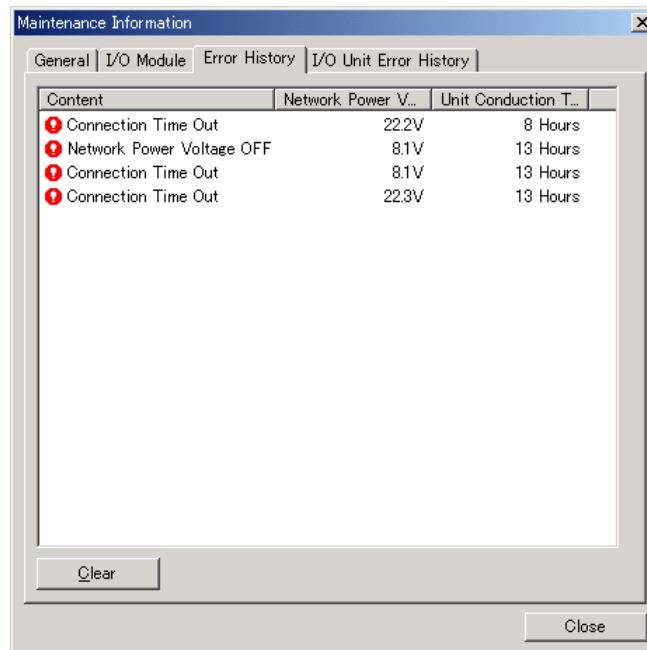 Maintenance Information
General I/O Module Error History I/O Unit Error History
Content Network Power V... Unit Conduction T...
Connection Time Out 22.2V 8 Hours
Network Power Voltage OFF 8.1V 13 Hours
Connection Time Out 8.1V 13 Hours
Connection Time Out 22.3V 13 Hours
Clear
Close